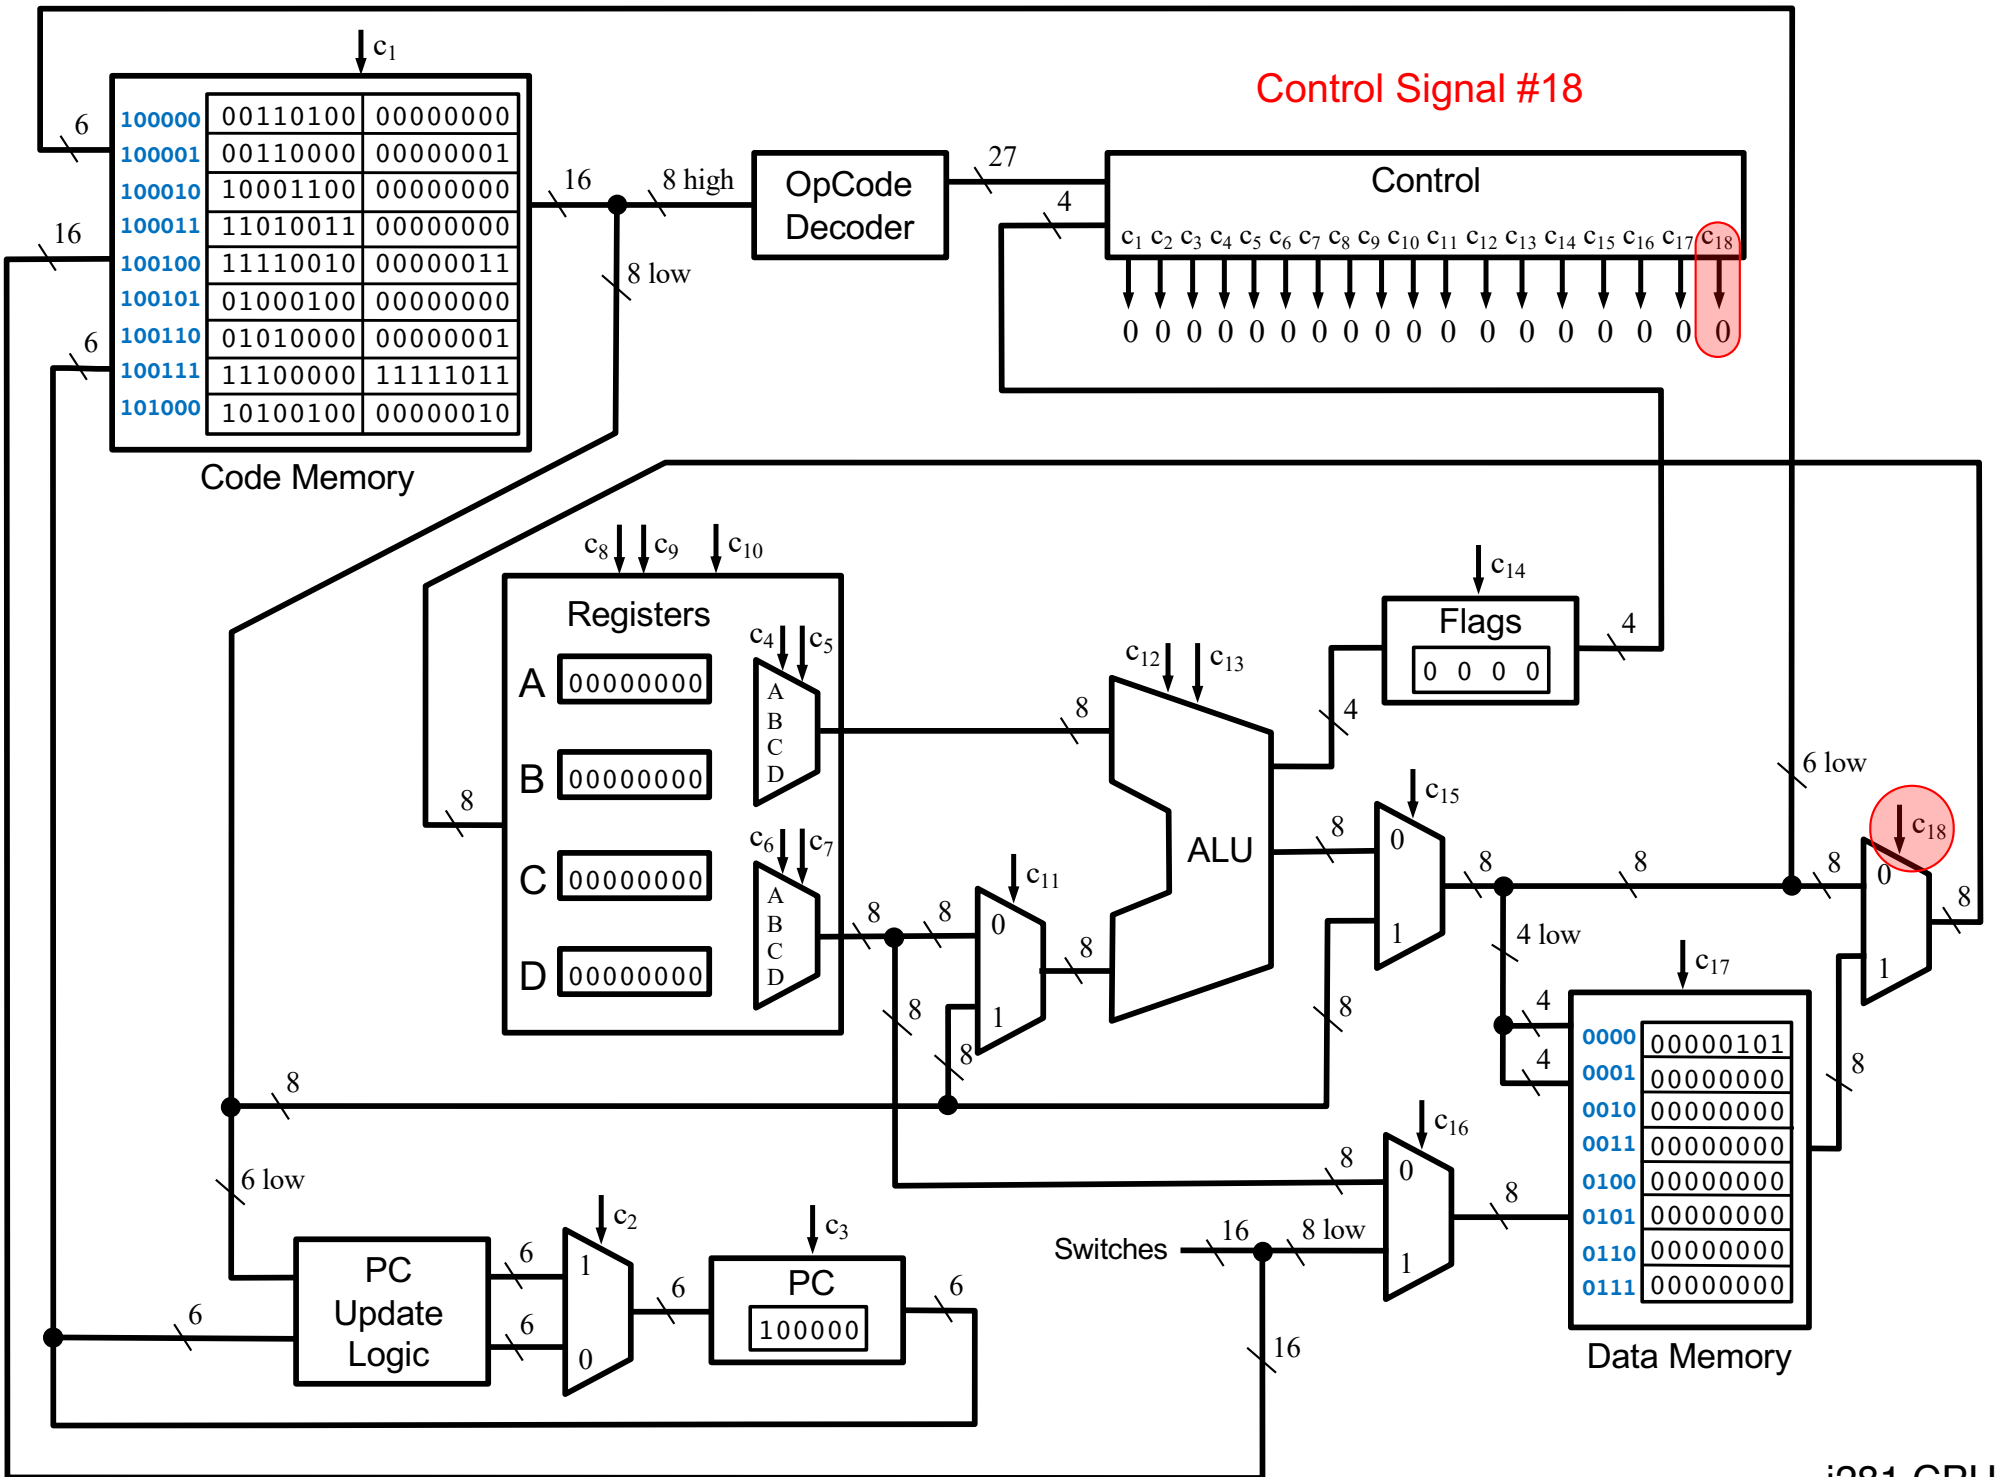 Control Signal #18
c1
100000 00110100 00000000
100001 00110000 00000001
100010 10001100 00000000
100011 11010011 00000000
100100 11110010 00000011
100101 01000100 00000000
100110 01010000 00000001
100111 11100000 11111011
101000 10100100 00000010
Code Memory
6
16
6
16
8 high
8 low
OpCode
Decoder
27
4
Control
c1 c2 c3 c4 c5 c6 c7 c8 c9 c10 c11 c12 c13 c14 c15 c16 c17 c18
0 0 0 0 0 0 0 0 0 0 0 0 0 0 0 0 0 0
c8 c9 c10
Registers
A 00000000
B 00000000
C 00000000
D 00000000
8
c4 c5
A
B
C
D
c6 c7
A
B
C
D
8
8
8
8
c11
0
1
8
8
c12 c13
ALU
4
c14
Flags
0 0 0 0
4
8
c15
0
1
8
8
8
4 low
6 low
8
c18
0
1
8
c17
4
4
0000 00000101
0001 00000000
0010 00000000
0011 00000000
0100 00000000
0101 00000000
0110 00000000
0111 00000000
Data Memory
8
8
c16
0
1
8
8
Switches
16
8 low
16
6 low
PC
Update
Logic
6
6
6
c2
1
0
6
c3
PC
100000
6